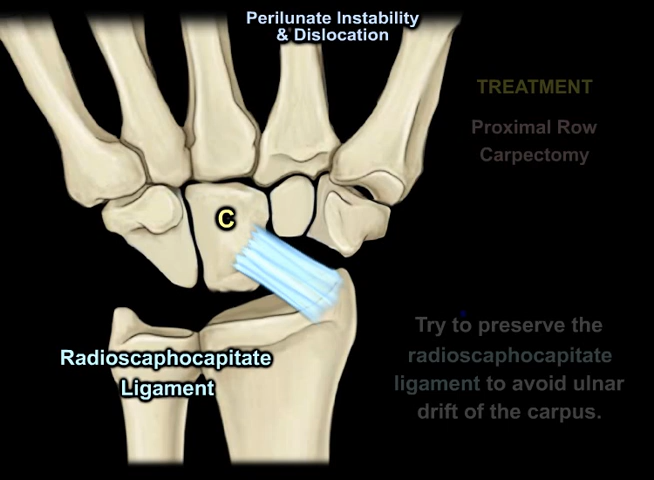 Perilunate Instability
& Dislocation
TREATMENT
Proximal Row
Carpectomy
C
Radioscaphocapitate
Ligament
Try to preserve the
radioscaphocapitate
ligament to avoid ulnar
drift of the carpus.